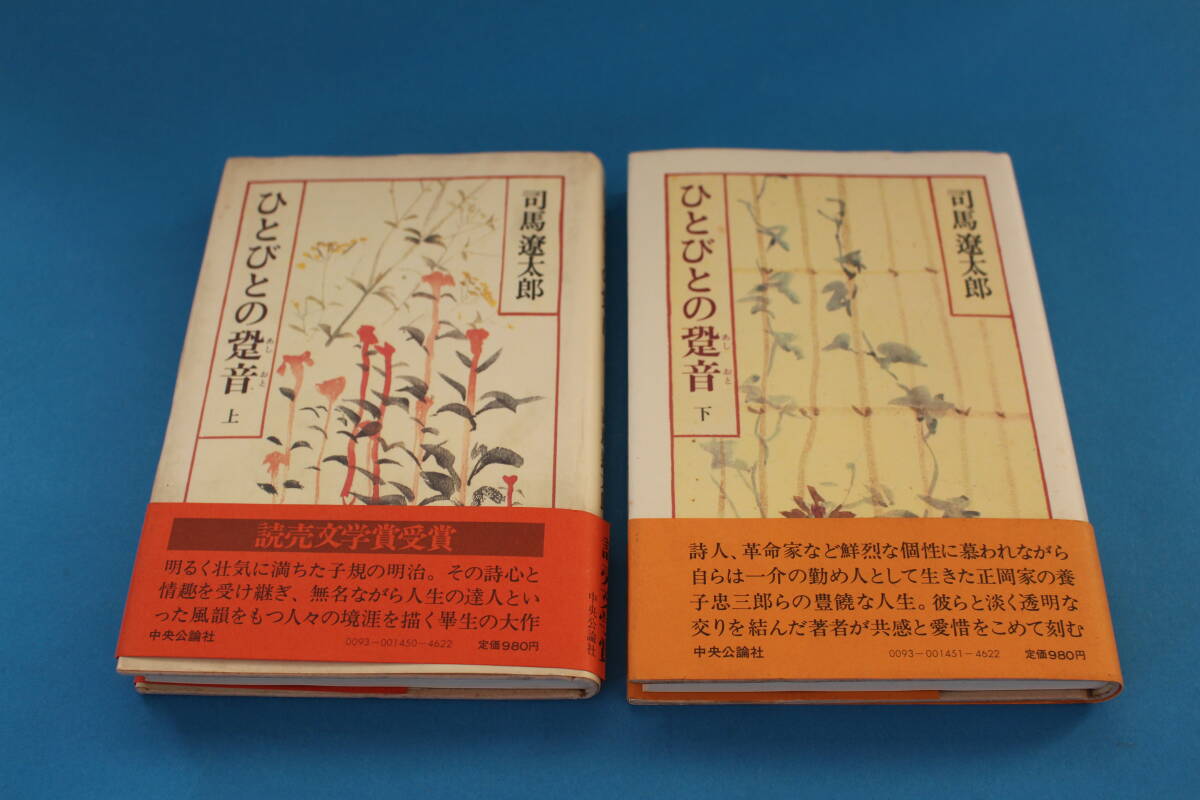 司馬遼太郎
ひとびとの跫音
あし おと
上
読売文学賞受賞
明るく壮気に満ちた子規の明治。その詩心と
情趣を受け継ぎ、無名ながら人生の達人とい
った風韻をもつ人々の境涯を描く畢生の大作
中央公論社
0093-001450-4622
定価980円
中央公論社
司馬遼太郎
ひとびとの跫音
あし おと
下
詩人、革命家など鮮烈な個性に慕われながら
自らは一介の勤め人として生きた正岡家の養
子忠三郎らの豊饒な人生。彼らと淡く透明な
交りを結んだ著者が共感と愛惜をこめて刻む
中央公論社
0093-001451-4622
定価980円